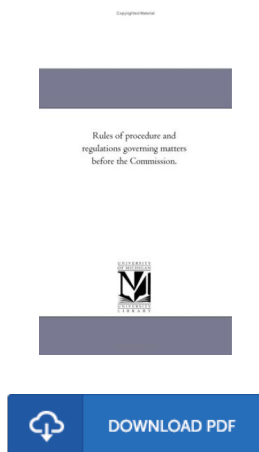 Copyrighted Material
Rules of procedure and
regulations governing matters
before the Commission.
UNIVERSITY
OF MICHIGAN
M
UNIVERSITY
LIBRARY
DOWNLOAD PDF